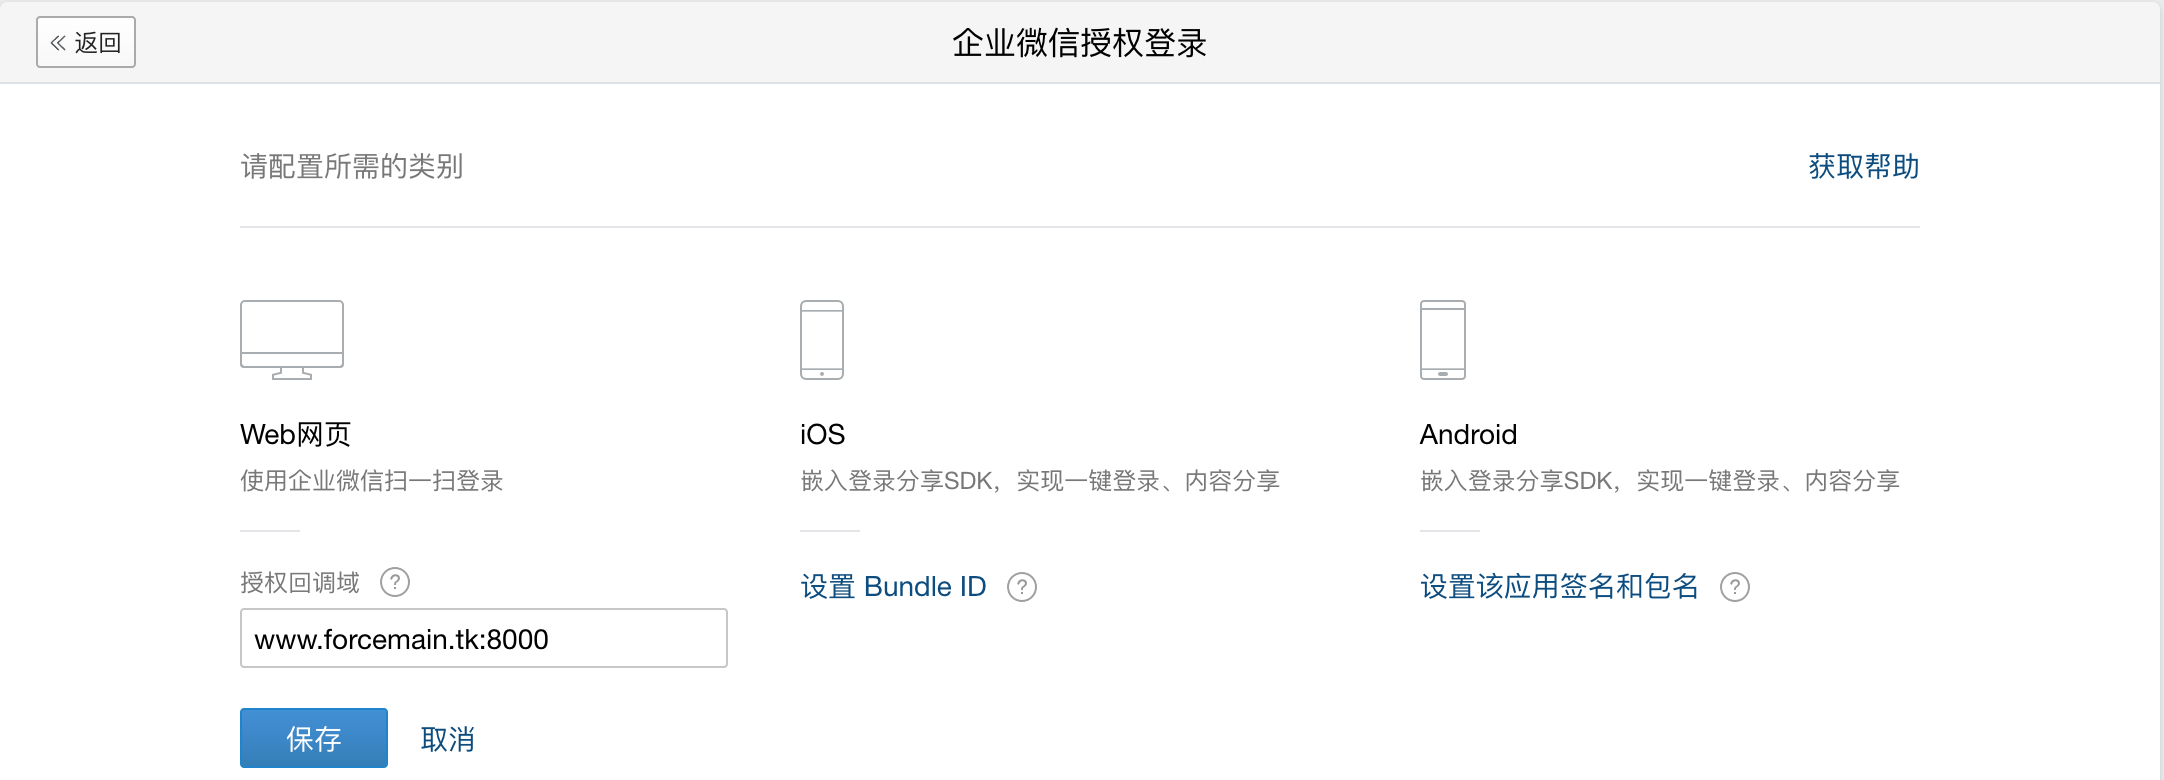 返回
企业微信授权登录
请配置所需的类别
获取帮助
Web网页
使用企业微信扫一扫登录
授权回调域 ?
www.forcemain.tk:8000
保存 取消
iOS
嵌入登录分享SDK，实现一键登录、内容分享
设置 Bundle ID ?
Android
嵌入登录分享SDK，实现一键登录、内容分享
设置该应用签名和包名 ?